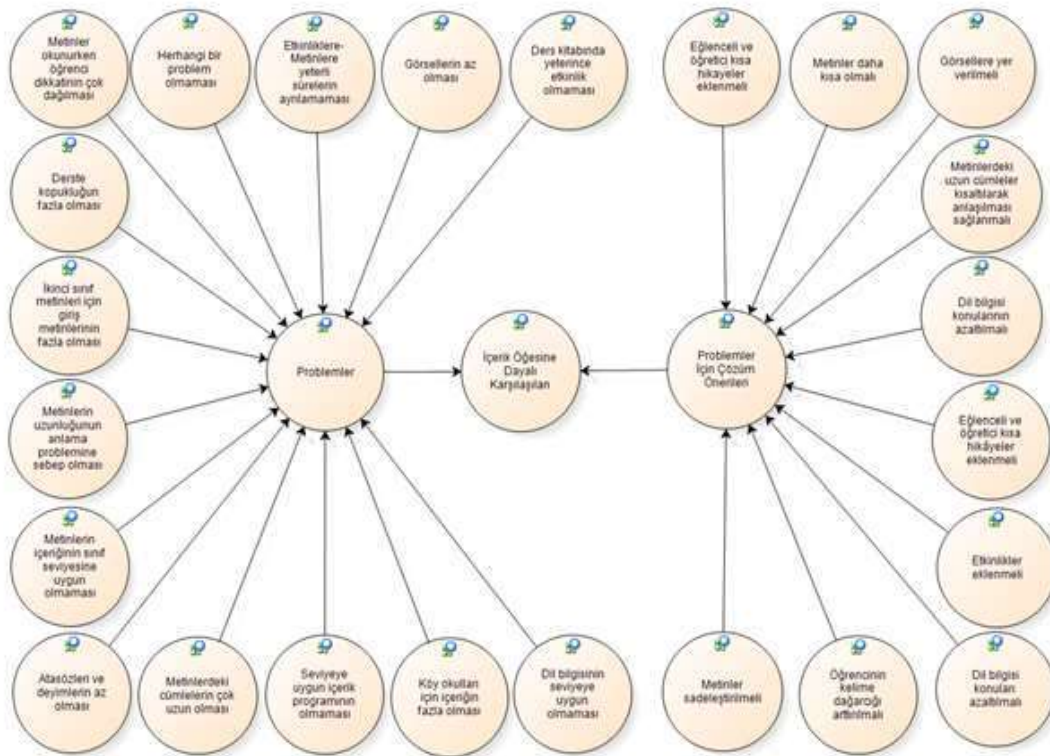 Metinler
okunurken
öğrenci
dikkatinin çok
dağılması
Herhangi bir
problem
olmaması
Etkinliklere-
Metinlere
yeterli
sürelerin
ayrılamaması
Görsellerin az
olması
Ders kitabında
yeterince
etkinlik
olmaması
Eğlenceli ve
öğretici kısa
hikayeler
eklenmeli
Metinler daha
kısa olmalı
Görsellere yer
verilmeli
Derste
kopukluğun
fazla olması
Metinlerdeki
uzun cümleler
kısaltılarak
anlaşılması
sağlanmalı
İkinci sınıf
metinleri için
giriş
metinlerinin
fazla olması
Dil bilgisi
konularının
azaltılmalı
Problemler
İçerik Öğesine
Dayalı
Karşılaşılan
Problemler
İçin Çözüm
Önerileri
Metinlerin
uzunluğunun
anlama
problemine
sebep olması
Eğlenceli ve
öğretici kısa
hikâyeler
eklenmeli
Metinlerin
içeriğinin sınıf
seviyesine
uygun
olmaması
Etkinlikler
eklenmeli
Atasözleri ve
deyimlerin az
olması
Metinlerdeki
cümlelerin çok
uzun olması
Seviyeye
uygun içerik
programının
olmaması
Köy okulları
için içeriğin
fazla olması
Dil bilgisinin
seviyeye
uygun
olmaması
Metinler
sadeleştirilmeli
Öğrencinin
kelime
dağarcığı
arttırılmalı
Dil bilgisi
konuları
azaltılmalı